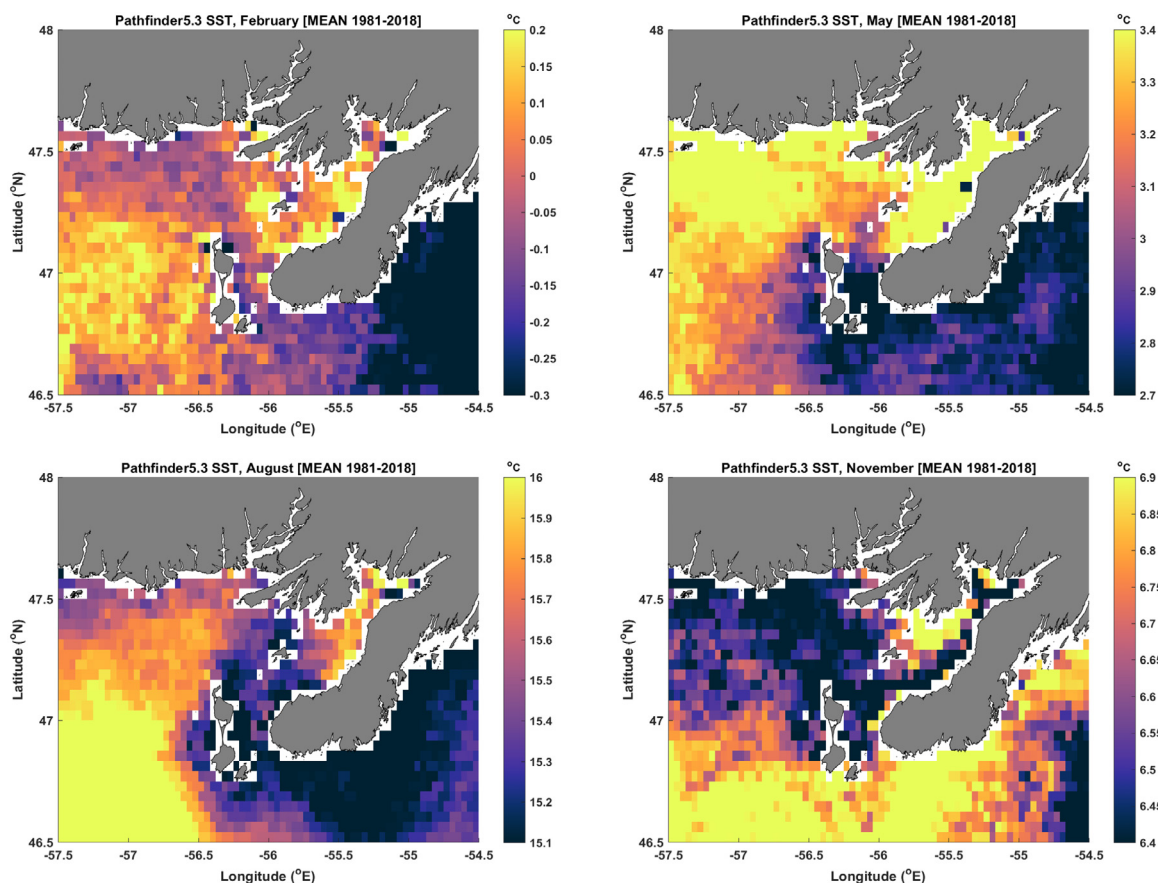 Pathfinder5.3 SST, February [MEAN 1981-2018]
°C
48
47.5
47
46.5
Latitude (°N)
-57.5 -57 -56.5 -56 -55.5 -55 -54.5
Longitude (°E)
0.2
0.15
0.1
0.05
0
-0.05
-0.1
-0.15
-0.2
-0.25
-0.3
Pathfinder5.3 SST, May [MEAN 1981-2018]
°C
48
47.5
47
46.5
Latitude (°N)
-57.5 -57 -56.5 -56 -55.5 -55 -54.5
Longitude (°E)
3.4
3.3
3.2
3.1
3
2.9
2.8
2.7
Pathfinder5.3 SST, August [MEAN 1981-2018]
°C
48
47.5
47
46.5
Latitude (°N)
-57.5 -57 -56.5 -56 -55.5 -55 -54.5
Longitude (°E)
16
15.9
15.8
15.7
15.6
15.5
15.4
15.3
15.2
15.1
Pathfinder5.3 SST, November [MEAN 1981-2018]
°C
48
47.5
47
46.5
Latitude (°N)
-57.5 -57 -56.5 -56 -55.5 -55 -54.5
Longitude (°E)
6.9
6.85
6.8
6.75
6.7
6.65
6.6
6.55
6.5
6.45
6.4